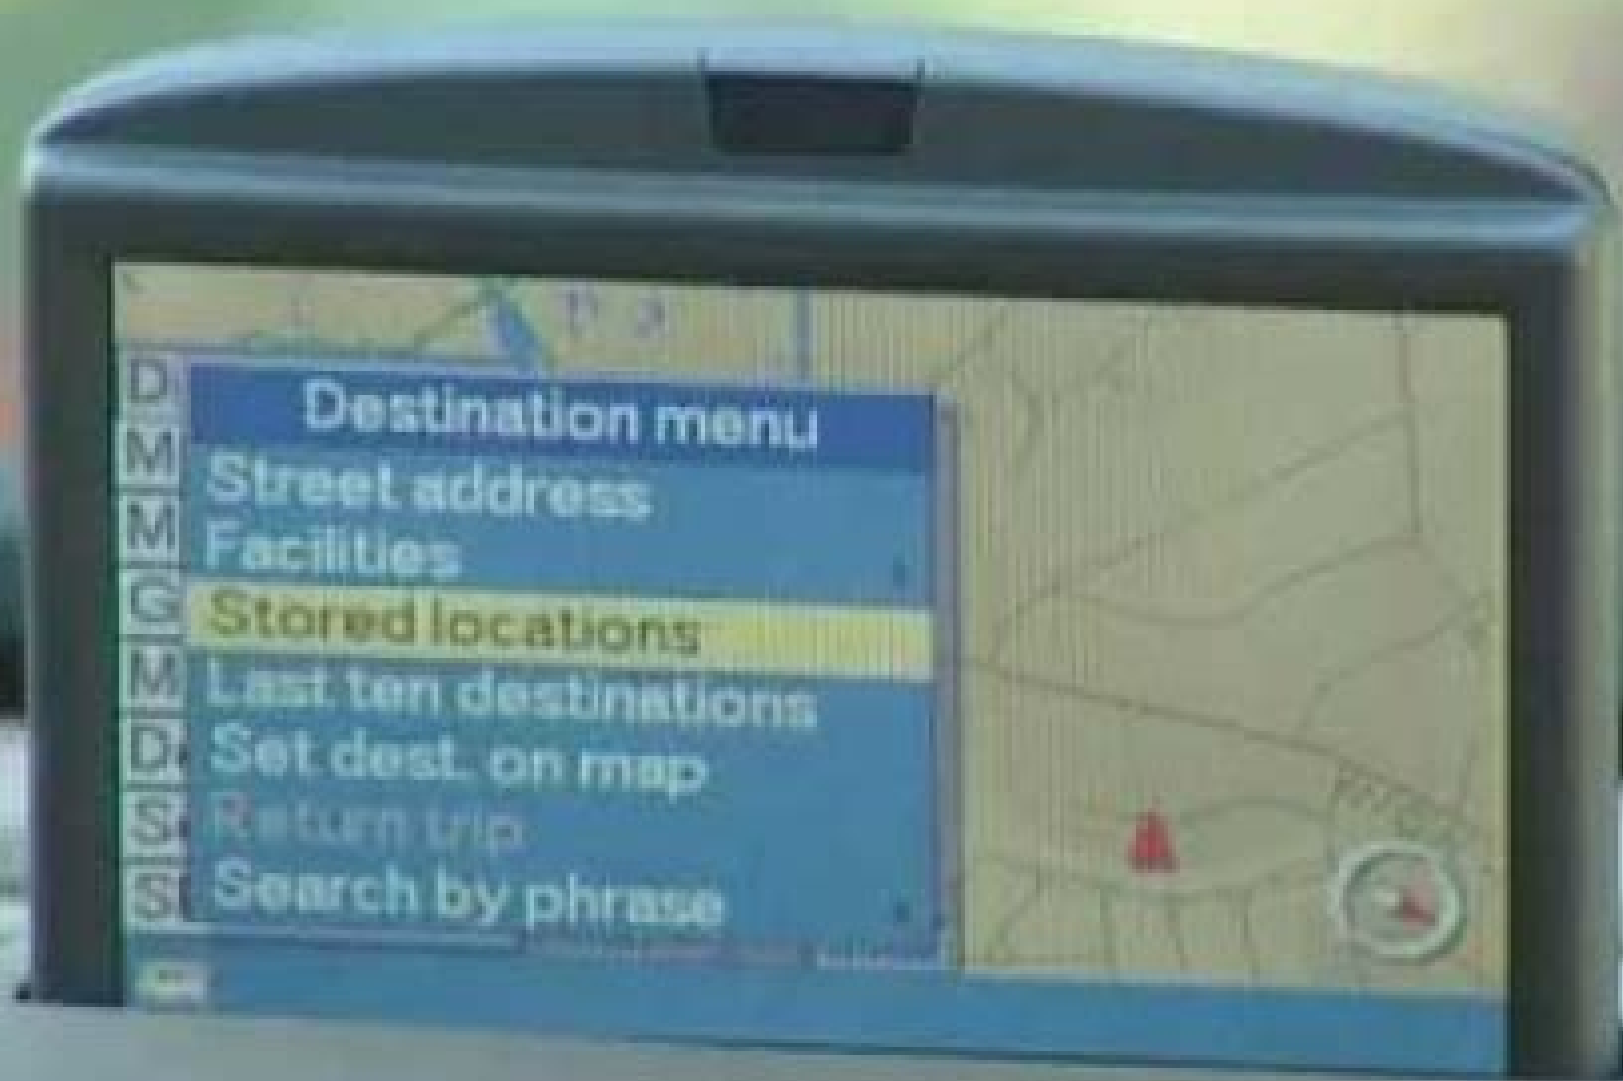 Destination menu
D
Street address
M
Facilities
M
Stored locations
G
Last ten destinations
M
Set dest. on map
D
Return trip
S
Search by phrase
S